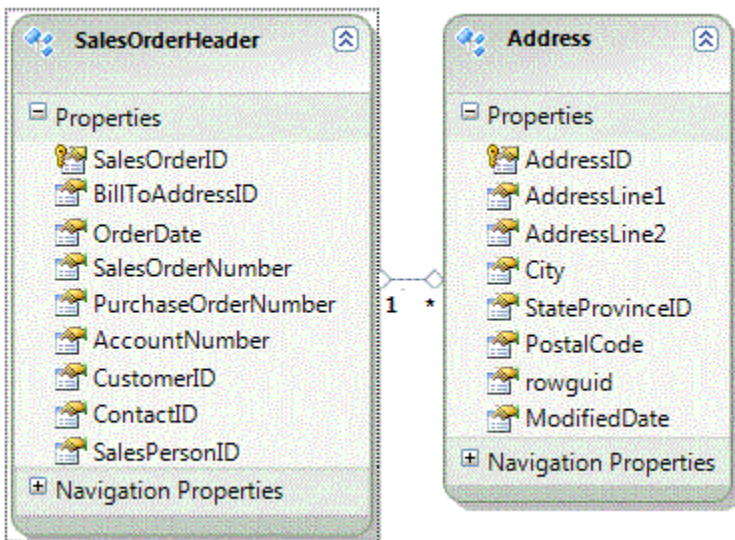 SalesOrderHeader
Properties
SalesOrderID
BillToAddressID
OrderDate
SalesOrderNumber
PurchaseOrderNumber
AccountNumber
CustomerID
ContactID
SalesPersonID
Navigation Properties
1 *
Address
Properties
AddressID
AddressLine1
AddressLine2
City
StateProvinceID
PostalCode
rowguid
ModifiedDate
Navigation Properties